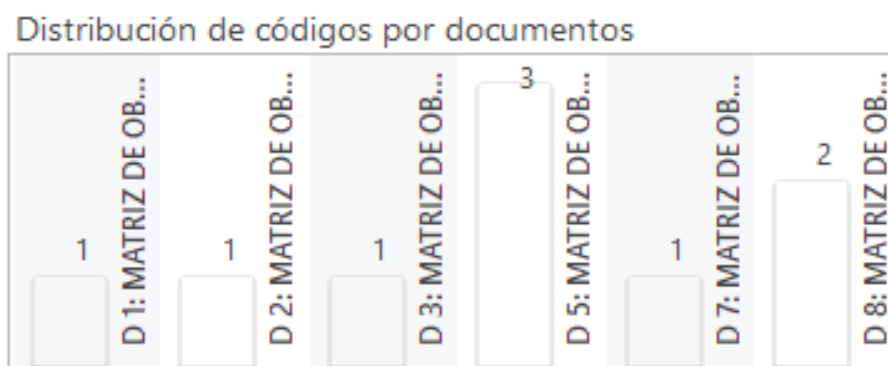 Distribución de códigos por documentos
1
D 1: MATRIZ DE OB...
1
D 2: MATRIZ DE OB...
1
D 3: MATRIZ DE OB...
3
D 5: MATRIZ DE OB...
1
D 7: MATRIZ DE OB...
2
D 8: MATRIZ DE OB...